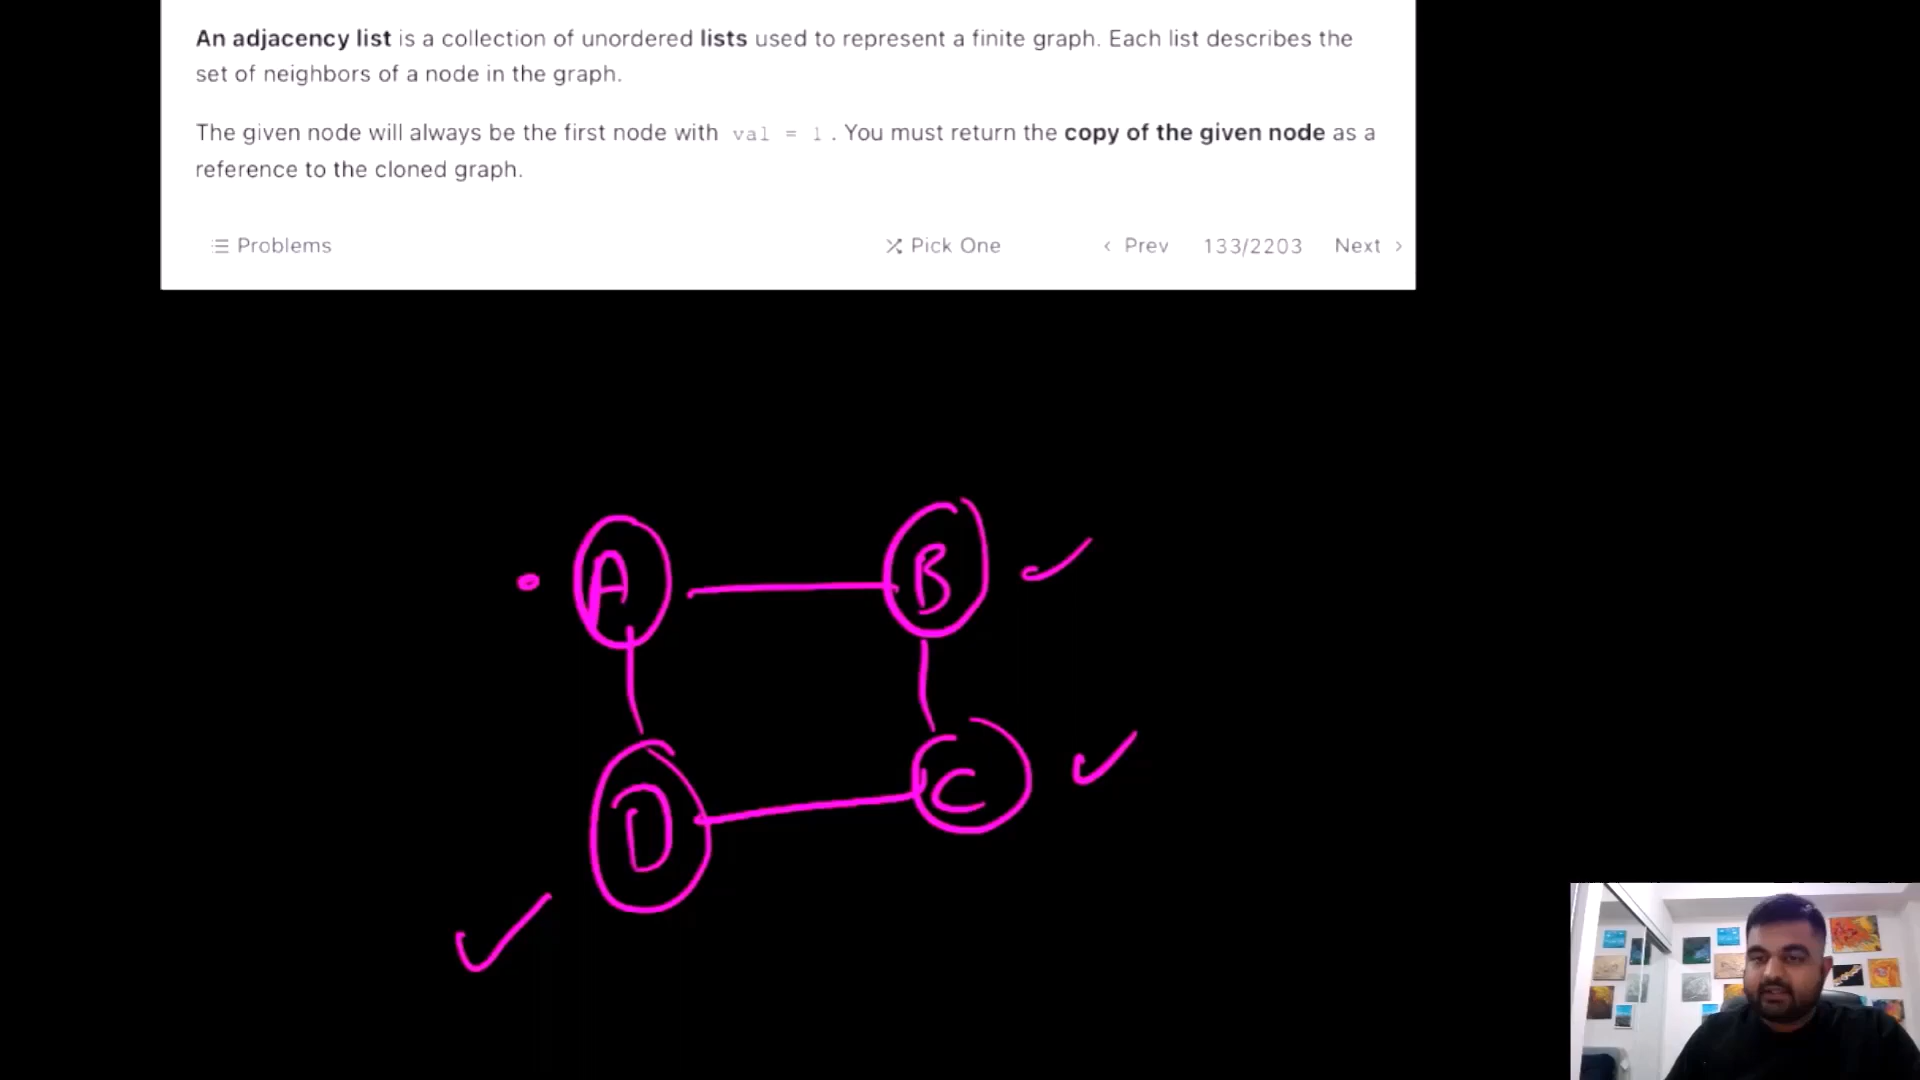 An adjacency list is a collection of unordered lists used to represent a finite graph. Each list describes the
set of neighbors of a node in the graph.
The given node will always be the first node with val = 1 . You must return the copy of the given node as a
reference to the cloned graph.
Problems Pick One Prev 133/2203 Next
A B
D C